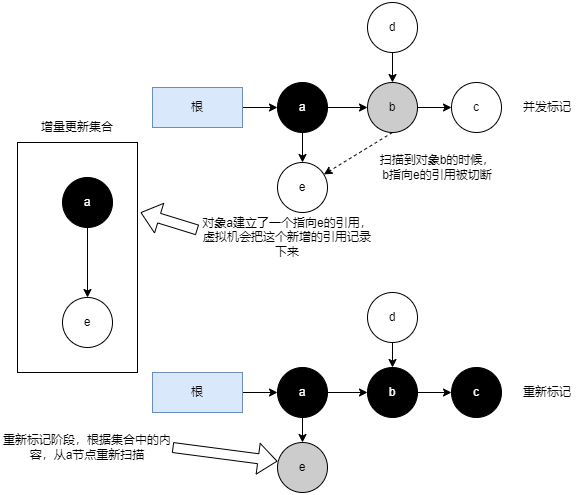 d
根
a
b
c
并发标记
增量更新集合
扫描到对象b的时候，
b指向e的引用被切断
e
a
对象a建立了一个指向e的引用，
虚拟机会把这个新增的引用记录
下来
e
d
根
a
b
c
重新标记
重新标记阶段，根据集合中的内
容，从a节点重新扫描
e